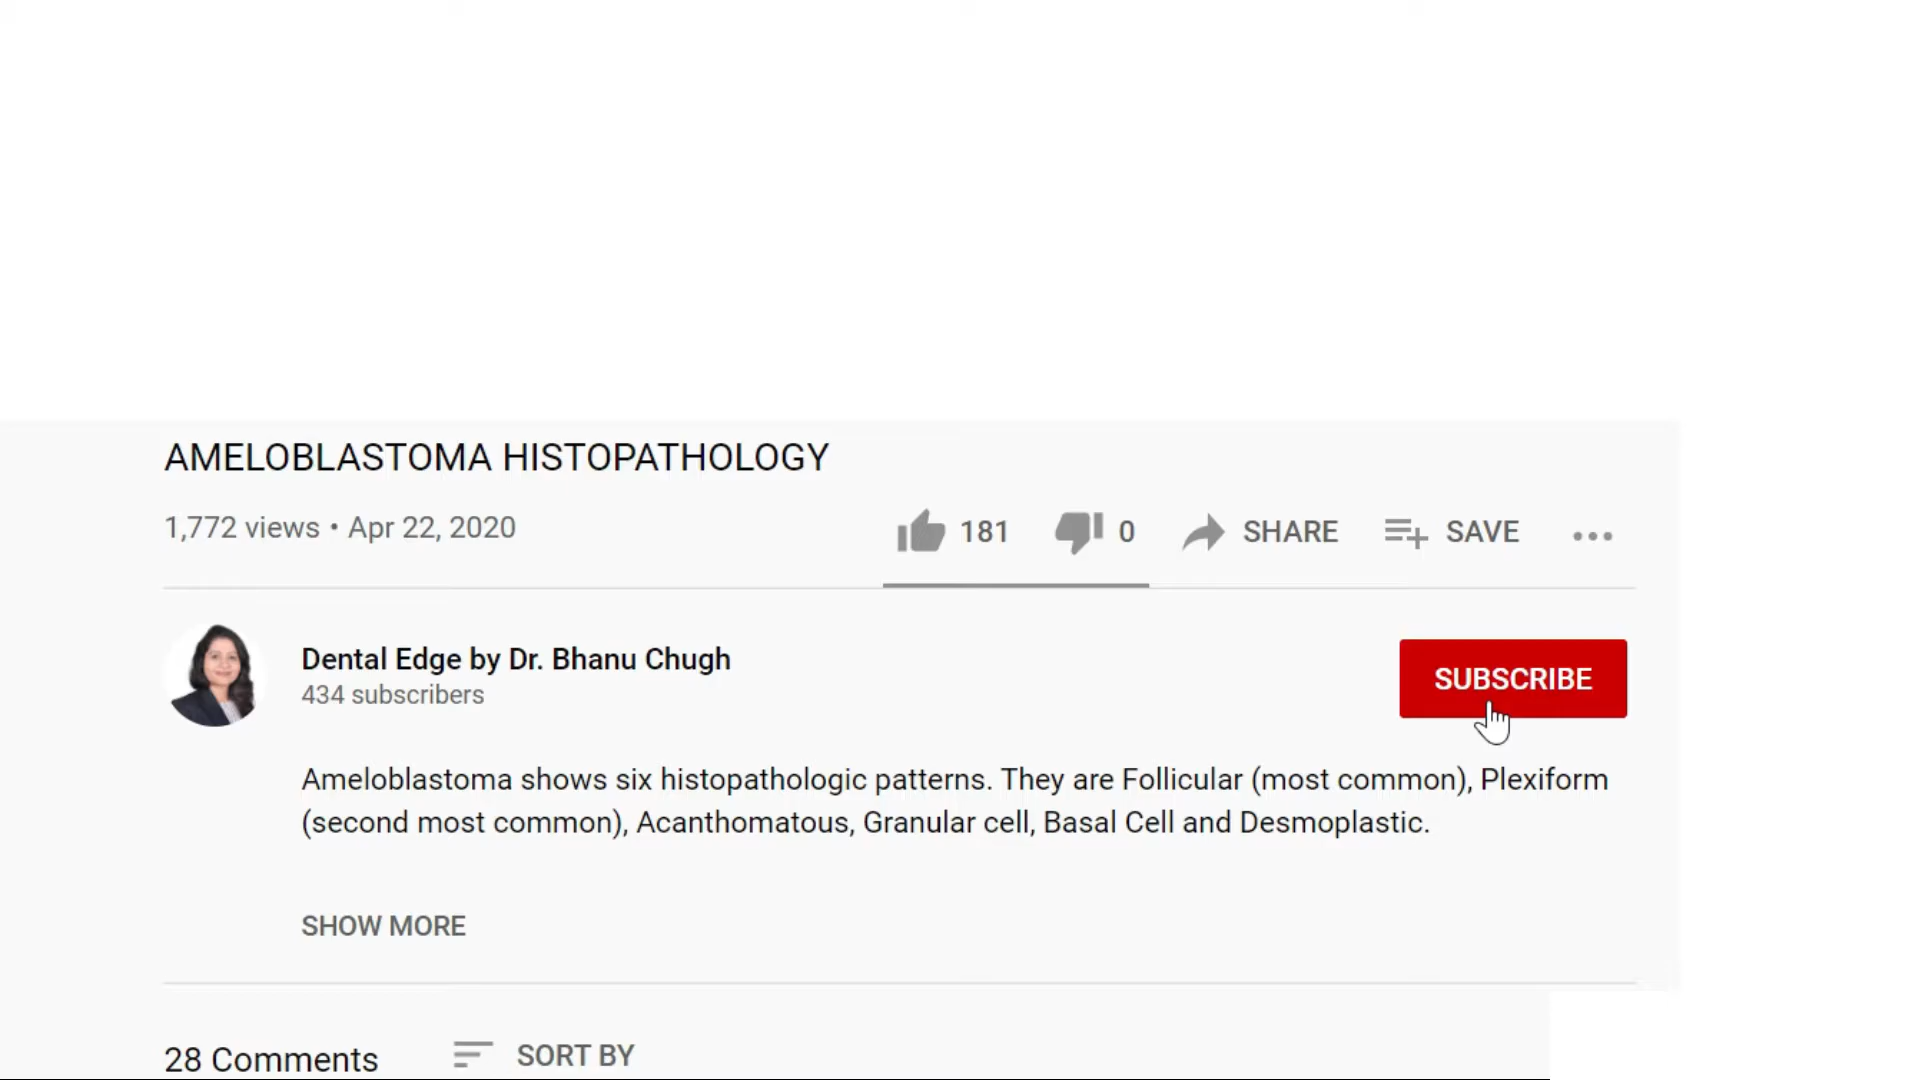 AMELOBLASTOMA HISTOPATHOLOGY
1,772 views • Apr 22, 2020
181 0 SHARE SAVE
Dental Edge by Dr. Bhanu Chugh
434 subscribers
SUBSCRIBE
Ameloblastoma shows six histopathologic patterns. They are Follicular (most common), Plexiform
(second most common), Acanthomatous, Granular cell, Basal Cell and Desmoplastic.
SHOW MORE
28 Comments SORT BY